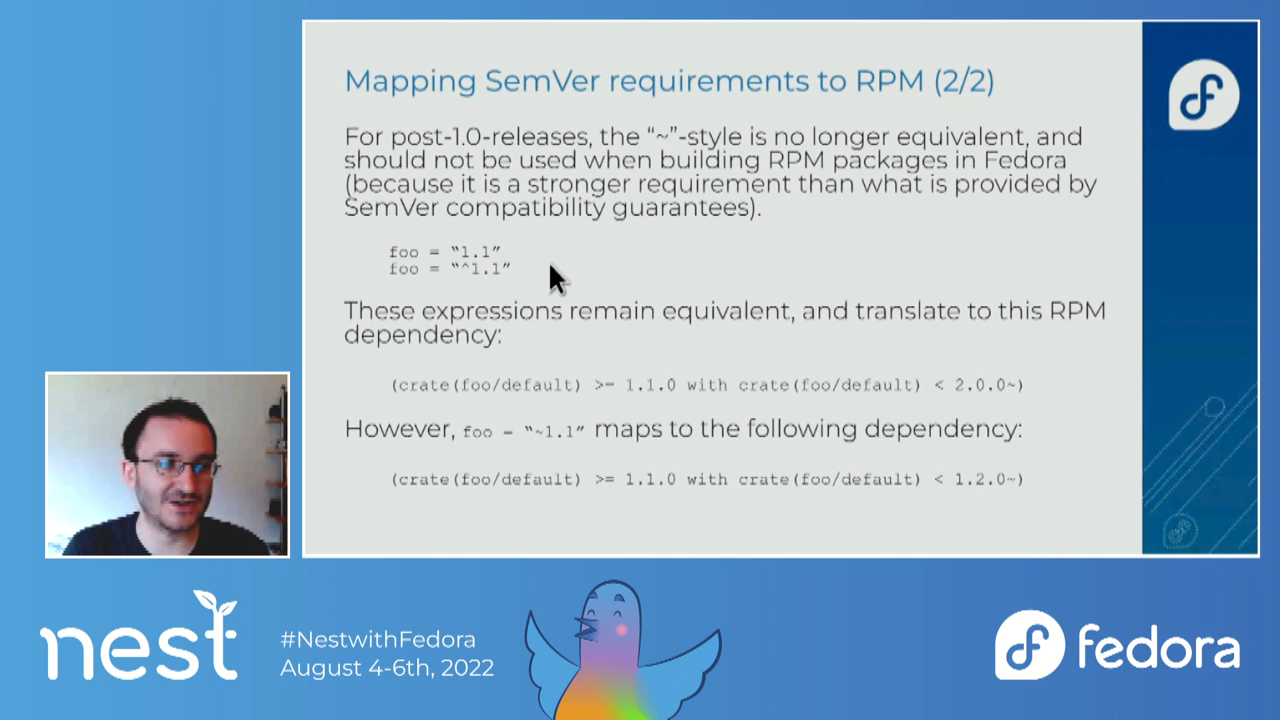 Mapping SemVer requirements to RPM (2/2)
For post-1.0-releases, the “~”-style is no longer equivalent, and
should not be used when building RPM packages in Fedora
(because it is a stronger requirement than what is provided by
SemVer compatibility guarantees).
foo = “1.1”
foo = “^1.1”
These expressions remain equivalent, and translate to this RPM
dependency:
(crate(foo/default) >= 1.1.0 with crate(foo/default) < 2.0.0~)
However, foo = “~1.1” maps to the following dependency:
(crate(foo/default) >= 1.1.0 with crate(foo/default) < 1.2.0~)
nest
#NestwithFedora
August 4-6th, 2022
fedora